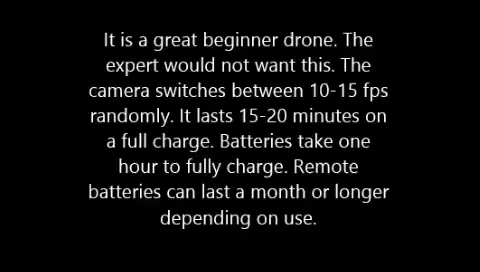 It is a great beginner drone. The
expert would not want this. The
camera switches between 10-15 fps
randomly. It lasts 15-20 minutes on
a full charge. Batteries take one
hour to fully charge. Remote
batteries can last a month or longer
depending on use.